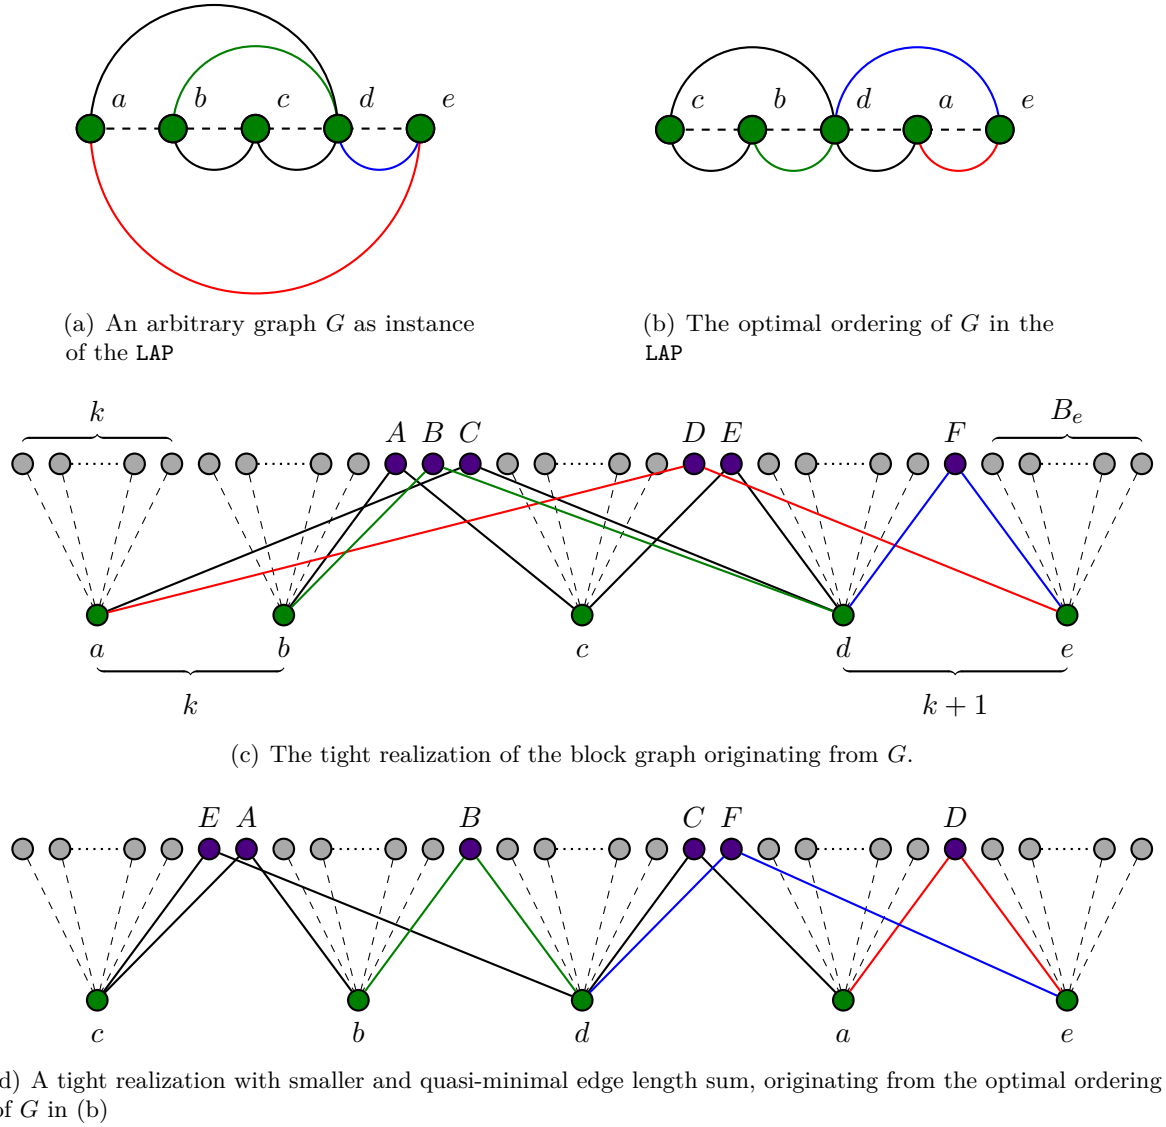 a b c d e
c b d a e
(a) An arbitrary graph G as instance
of the LAP
(b) The optimal ordering of G in the
LAP
k
A B C D E F
B_e
a b c d e
k
k + 1
(c) The tight realization of the block graph originating from G.
E A B C F D
c b d a e
d) A tight realization with smaller and quasi-minimal edge length sum, originating from the optimal ordering
of G in (b)